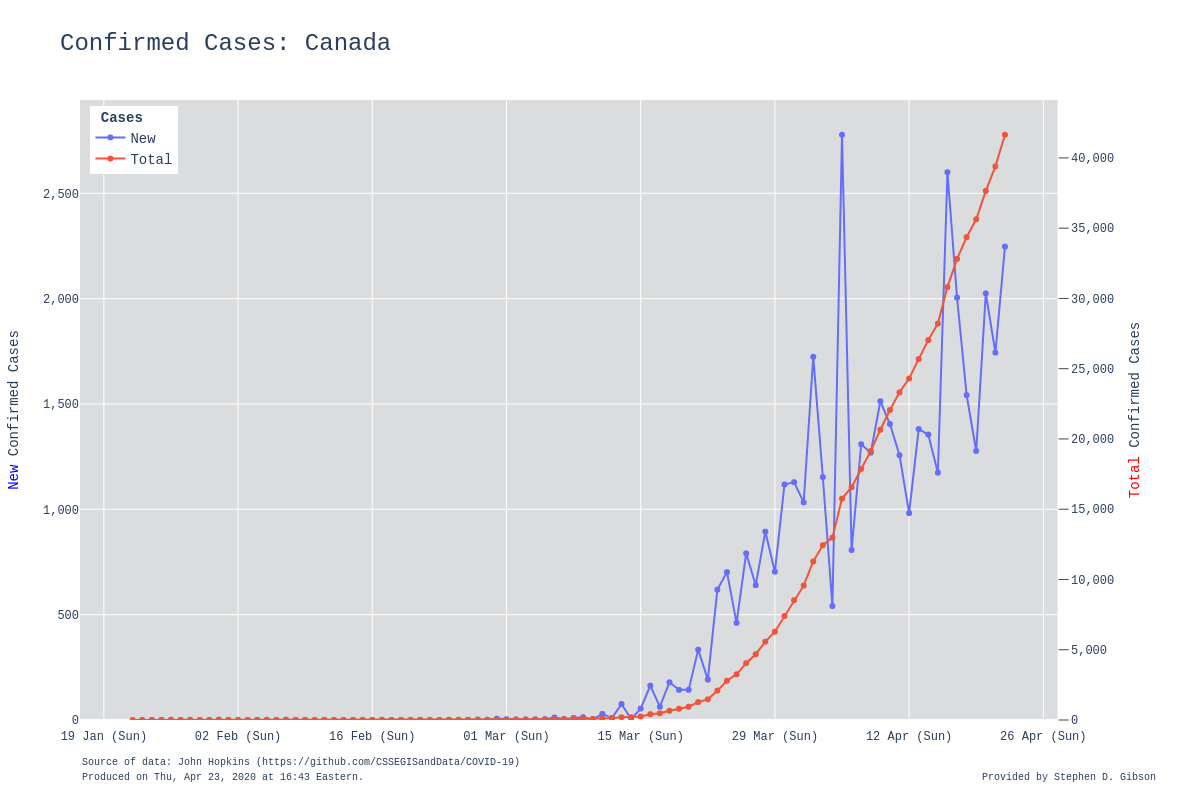 Confirmed Cases: Canada
Cases
New
Total
2,500
2,000
1,500
1,000
500
0
New Confirmed Cases
40,000
35,000
30,000
25,000
20,000
15,000
10,000
5,000
0
Total Confirmed Cases
19 Jan (Sun) 02 Feb (Sun) 16 Feb (Sun) 01 Mar (Sun) 15 Mar (Sun) 29 Mar (Sun) 12 Apr (Sun) 26 Apr (Sun)
Source of data: John Hopkins (https://github.com/CSSEGISandData/COVID-19)
Produced on Thu, Apr 23, 2020 at 16:43 Eastern.
Provided by Stephen D. Gibson